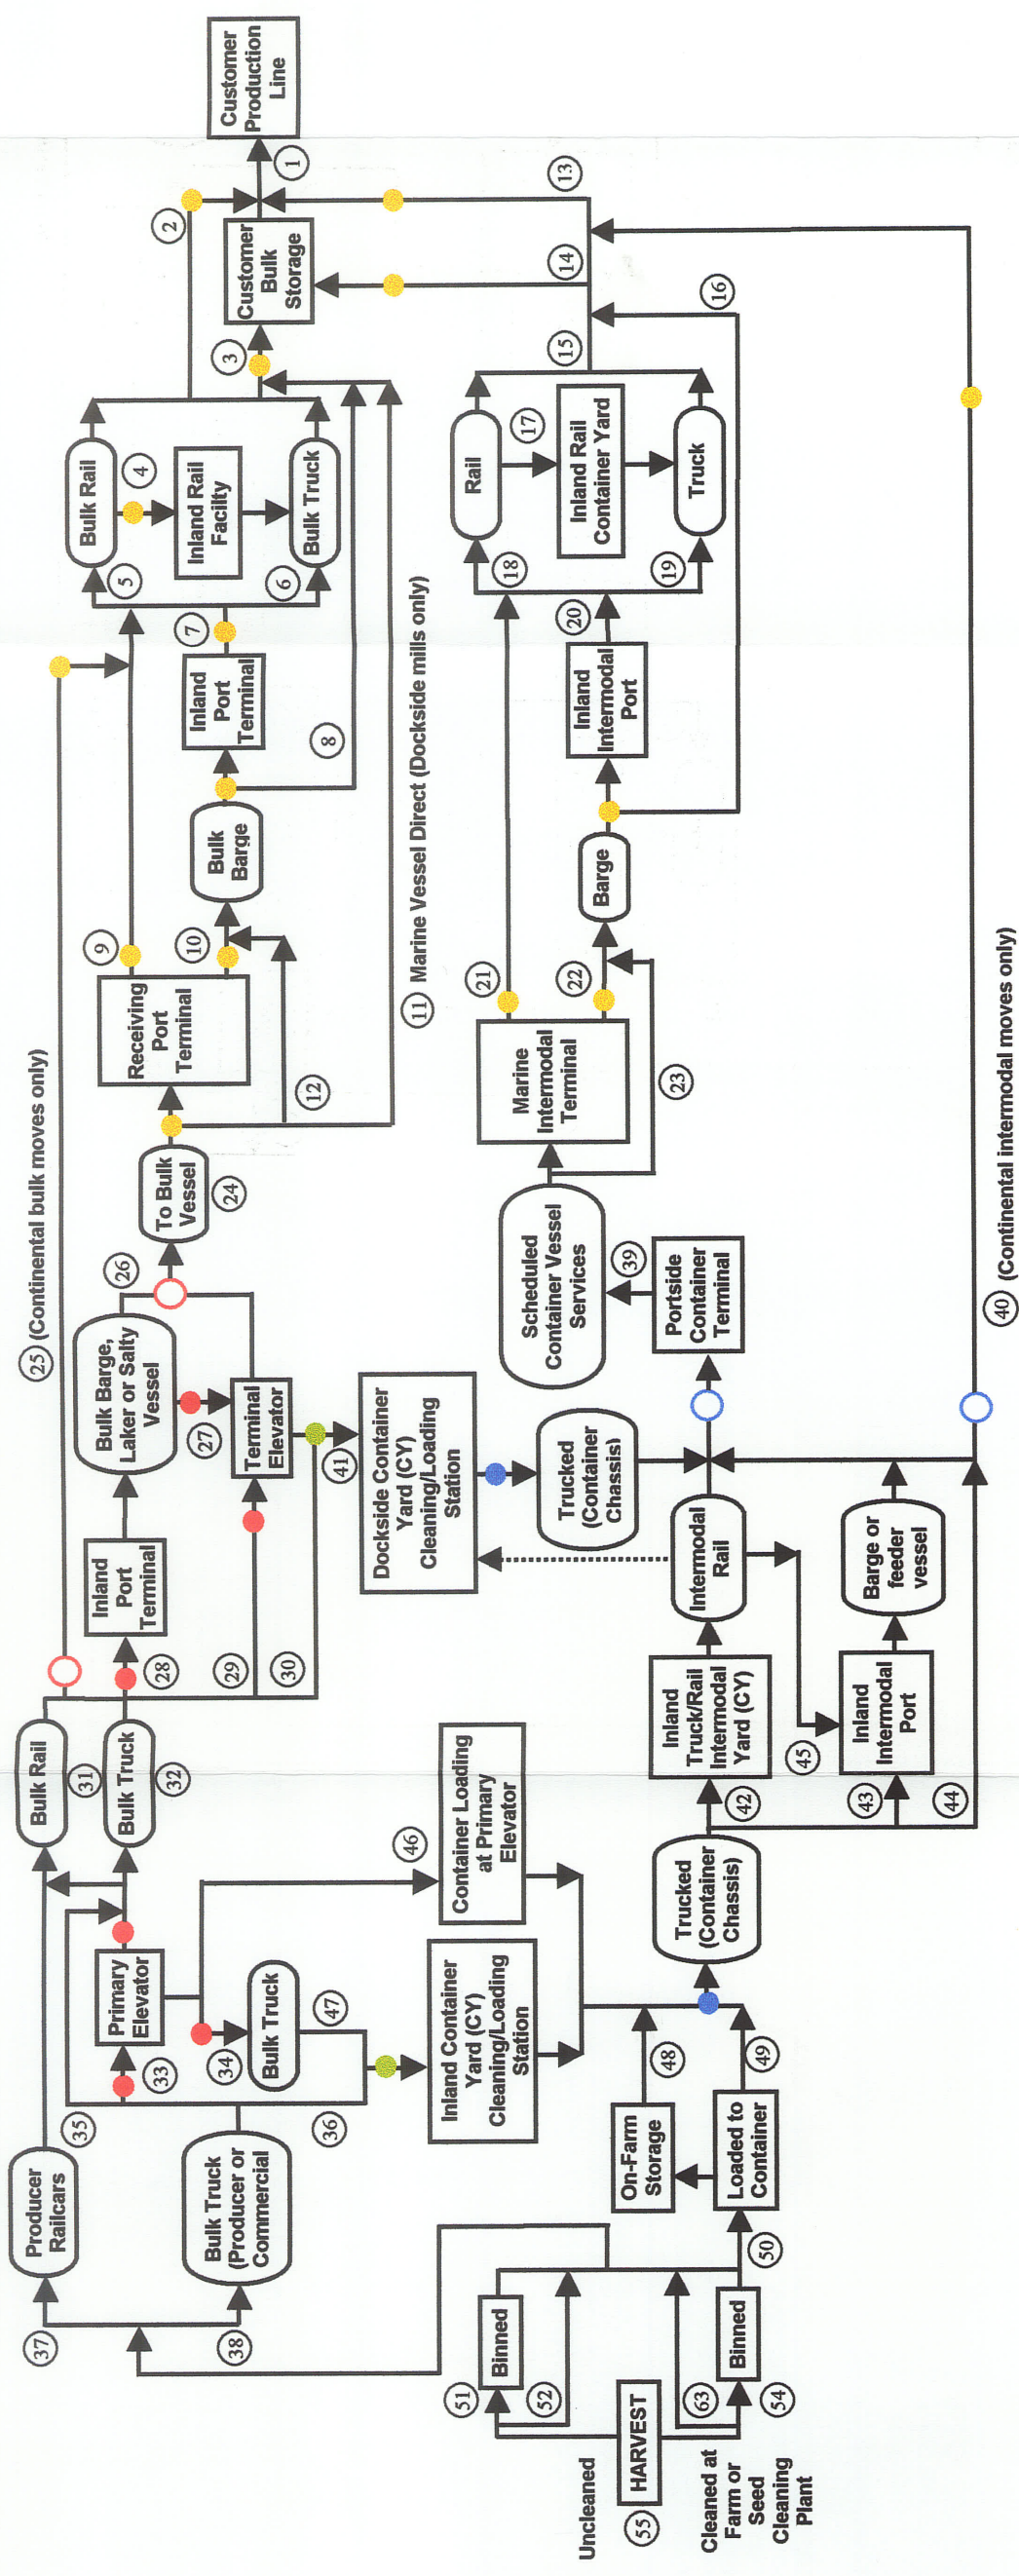 37
Producer
Railcars
35
Bulk Rail
31
25 (Continental bulk moves only)
38
Bulk Truck
(Producer or
Commercial
33
Primary
Elevator
34
Bulk Truck
47
36
Bulk Truck
32
28
Inland
Port
Terminal
29
30
Bulk Barge,
Laker or Salty
Vessel
26
27
Terminal
Elevator
41
To Bulk
Vessel
24
Receiving
Port
Terminal
9
10
12
Bulk
Barge
Inland
Port
Terminal
7
8
5
6
Bulk Rail
4
Inland Rail
Facilty
Bulk Truck
2
3
Customer
Bulk
Storage
1
Customer
Production
Line
11 Marine Vessel Direct (Dockside mills only)
Inland Container
Yard (CY)
Cleaning/Loading
Station
46
Container Loading
at Primary
Elevator
Dockside Container
Yard (CY)
Cleaning/Loading
Station
Trucked
(Container
Chassis)
Scheduled
Container Vessel
Services
39
Portside
Container
Terminal
Marine
Intermodal
Terminal
21
22
23
Barge
Inland
Intermodal
Port
20
18
19
Rail
17
Inland Rail
Container Yard
Truck
15
16
14
13
Uncleaned
51
Binned
52
55
HARVEST
63
54
Binned
Cleaned at
Farm or
Seed
Cleaning
Plant
50
On-Farm
Storage
48
Loaded to
Container
49
Trucked
(Container
Chassis)
42
43
44
Inland
Truck/Rail
Intermodal
Yard (CY)
45
Intermodal
Rail
Inland
Intermodal
Port
Barge or
feeder
vessel
40 (Continental intermodal moves only)